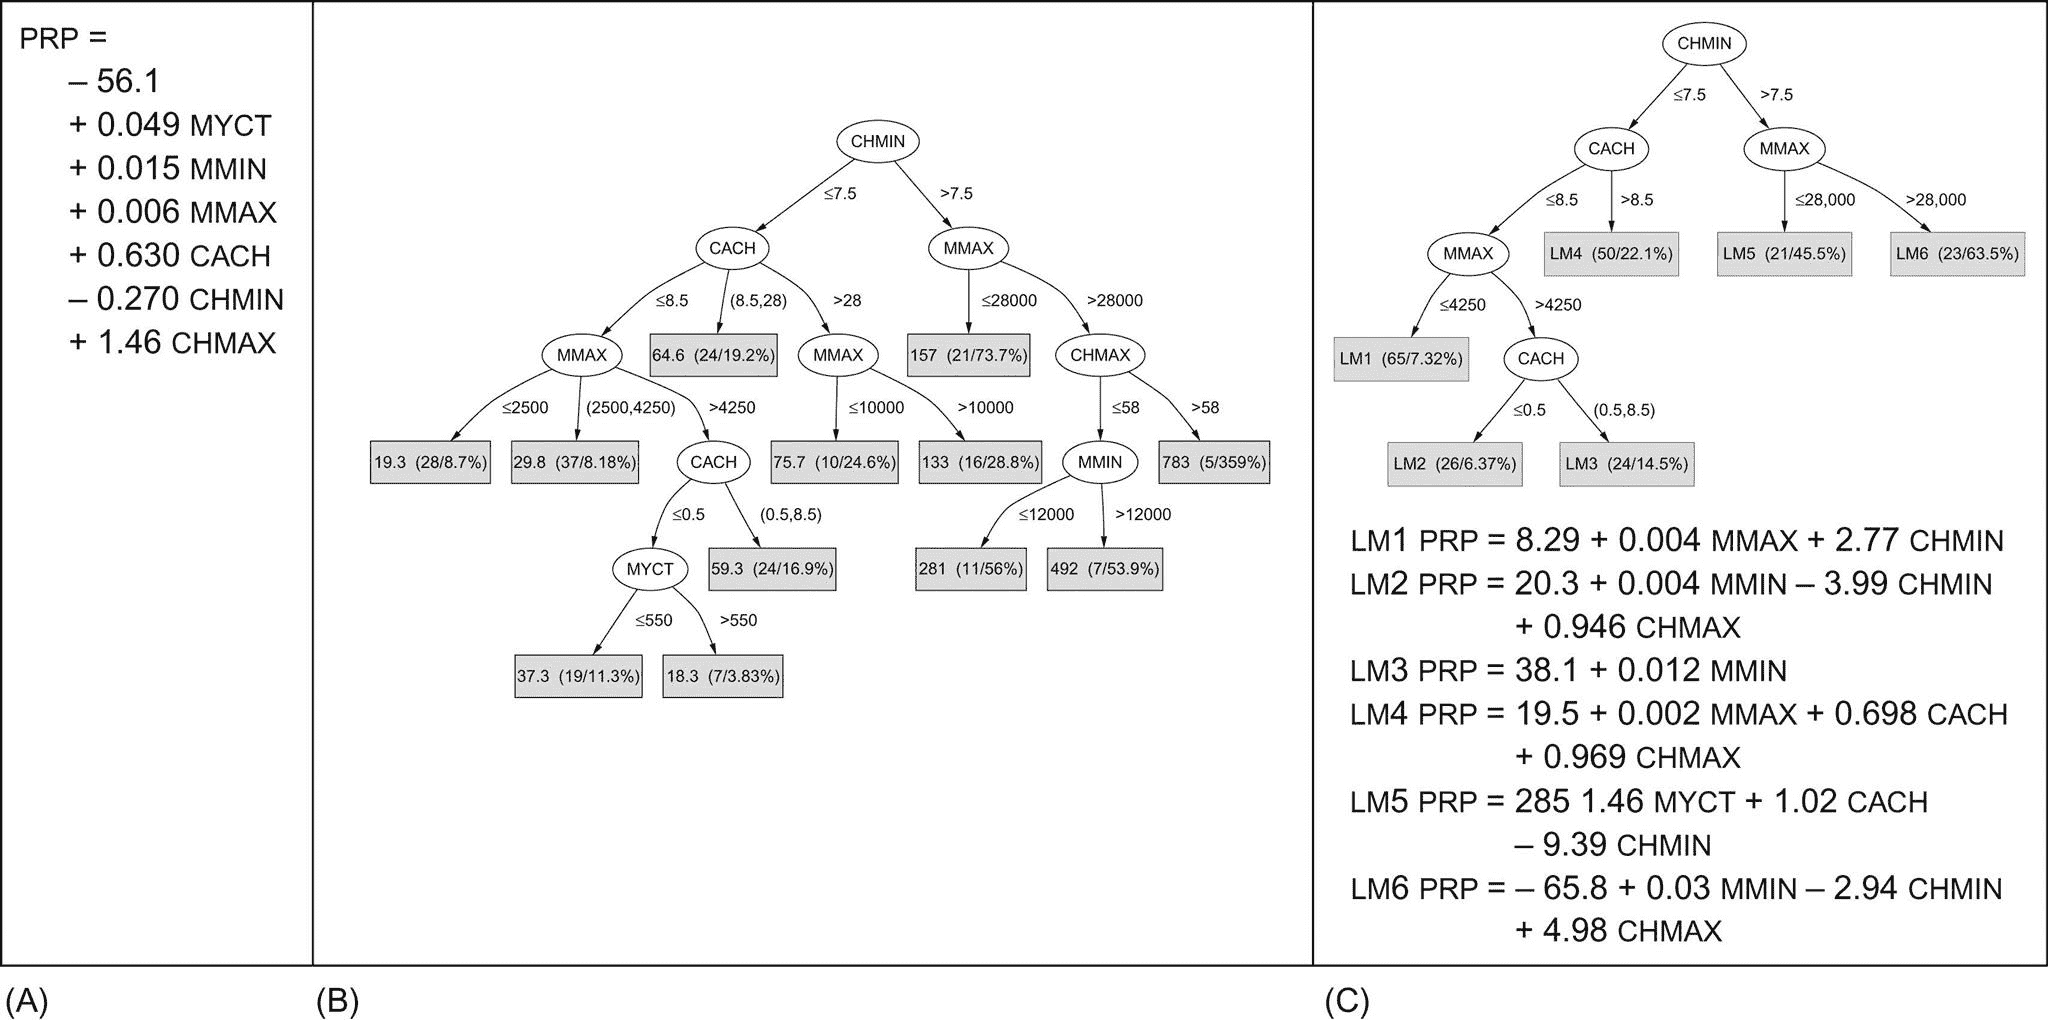 PRP =
– 56.1
+ 0.049 MYCT
+ 0.015 MMIN
+ 0.006 MMAX
+ 0.630 CACH
– 0.270 CHMIN
+ 1.46 CHMAX
(A)
CHMIN
≤7.5
>7.5
CACH
MMAX
≤8.5
(8.5,28)
>28
≤28000
>28000
MMAX
64.6 (24/19.2%)
MMAX
157 (21/73.7%)
CHMAX
≤2500
(2500,4250)
>4250
≤10000
>10000
≤58
>58
19.3 (28/8.7%)
29.8 (37/8.18%)
CACH
75.7 (10/24.6%)
133 (16/28.8%)
MMIN
783 (5/359%)
≤0.5
(0.5,8.5)
≤12000
>12000
MYCT
59.3 (24/16.9%)
281 (11/56%)
492 (7/53.9%)
≤550
>550
37.3 (19/11.3%)
18.3 (7/3.83%)
(B)
CHMIN
≤7.5
>7.5
CACH
MMAX
≤8.5
>8.5
≤28,000
>28,000
MMAX
LM4 (50/22.1%)
LM5 (21/45.5%)
LM6 (23/63.5%)
≤4250
>4250
LM1 (65/7.32%)
CACH
≤0.5
(0.5,8.5)
LM2 (26/6.37%)
LM3 (24/14.5%)
LM1 PRP = 8.29 + 0.004 MMAX + 2.77 CHMIN
LM2 PRP = 20.3 + 0.004 MMIN – 3.99 CHMIN
+ 0.946 CHMAX
LM3 PRP = 38.1 + 0.012 MMIN
LM4 PRP = 19.5 + 0.002 MMAX + 0.698 CACH
+ 0.969 CHMAX
LM5 PRP = 285 1.46 MYCT + 1.02 CACH
– 9.39 CHMIN
LM6 PRP = – 65.8 + 0.03 MMIN – 2.94 CHMIN
+ 4.98 CHMAX
(C)